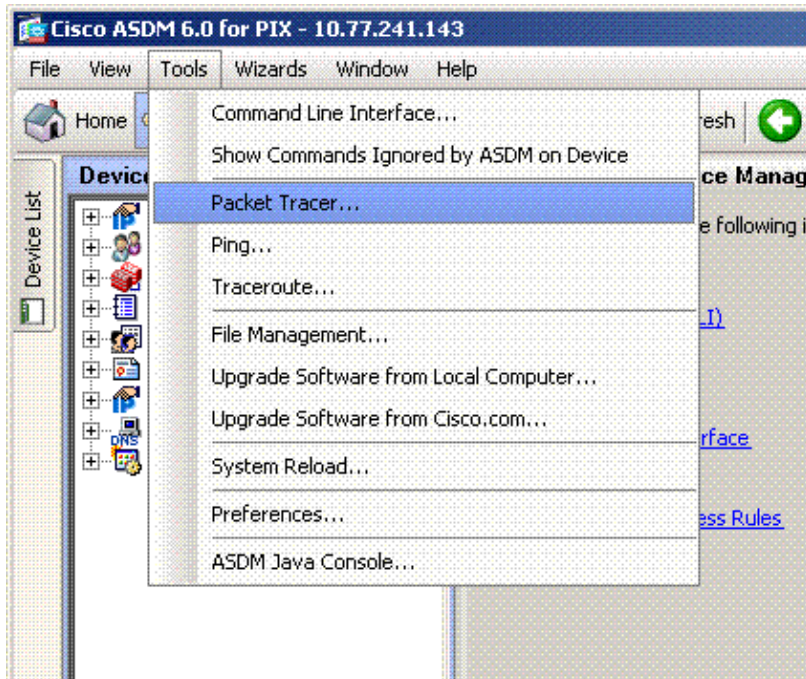 Cisco ASDM 6.0 for PIX - 10.77.241.143
File View Tools Wizards Window Help
Home
Command Line Interface...
Show Commands Ignored by ASDM on Device
Packet Tracer...
Ping...
Traceroute...
File Management...
Upgrade Software from Local Computer...
Upgrade Software from Cisco.com...
System Reload...
Preferences...
ASDM Java Console...
Device List
Device
DNS
resh
ce Manag
e following i
LI)
rface
ess Rules